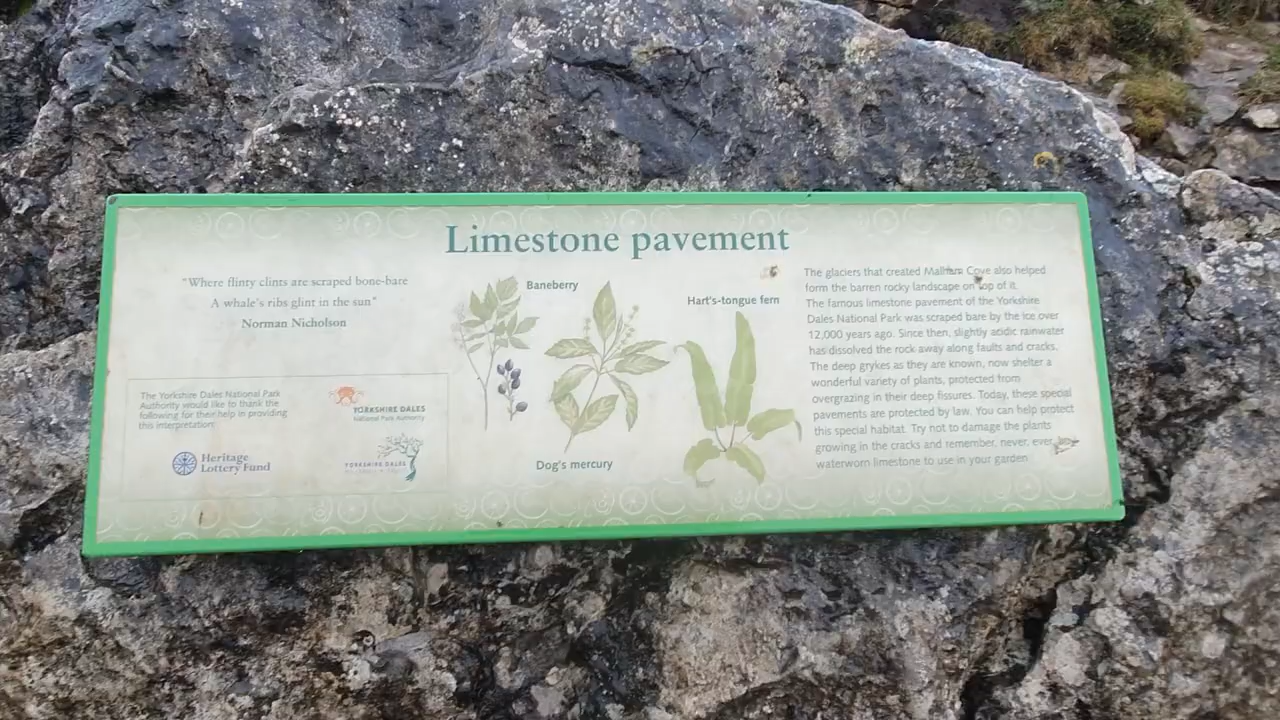 Limestone pavement
"Where flinty clints are scraped bone-bare
A whale's ribs glint in the sun"
Norman Nicholson
The Yorkshire Dales National Park
Authority would like to thank the
following for their help in providing
this interpretation:
YORKSHIRE DALES
National Park Authority
Heritage
Lottery Fund
YORKSHIRE DALES
Baneberry
Dog's mercury
Hart's-tongue fern
The glaciers that created Malham Cove also helped
form the barren rocky landscape on top of it.
The famous limestone pavement of the Yorkshire
Dales National Park was scraped bare by the ice over
12,000 years ago. Since then, slightly acidic rainwater
has dissolved the rock away along faults and cracks.
The deep grykes as they are known, now shelter a
wonderful variety of plants, protected from
overgrazing in their deep fissures. Today, these special
pavements are protected by law. You can help protect
this special habitat. Try not to damage the plants
growing in the cracks and remember, never, ever
waterworn limestone to use in your garden